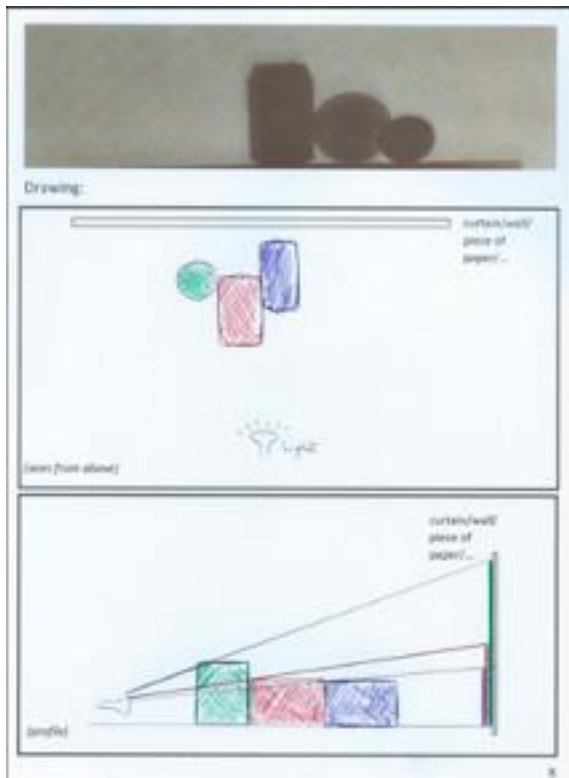 Drawing:
curtain/wall/
piece of
paper/...
light
(seen from above)
curtain/wall/
piece of
paper/...
(profile)